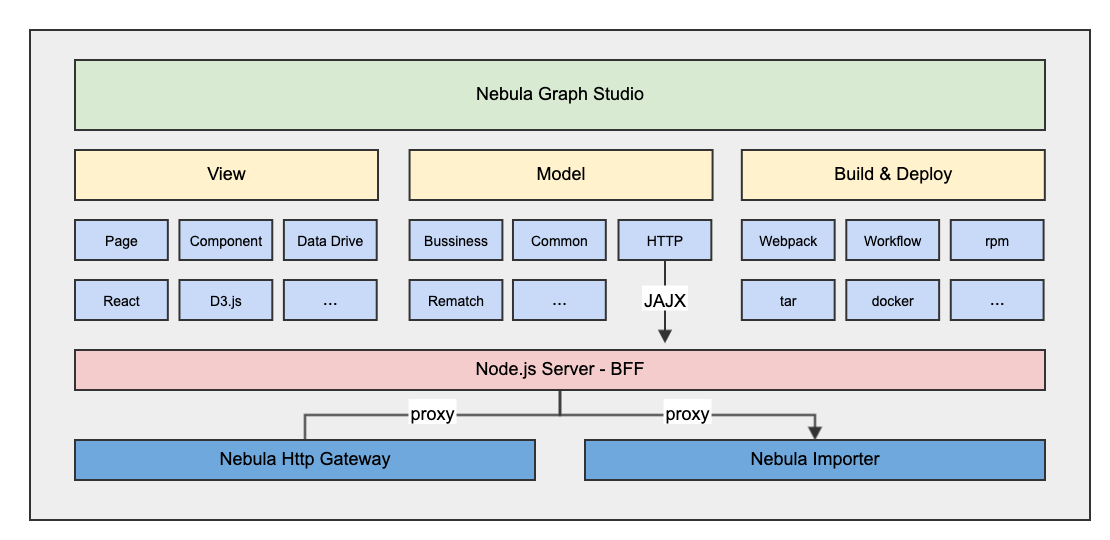 Nebula Graph Studio
View
Model
Build & Deploy
Page
Component
Data Drive
Bussiness
Common
HTTP
Webpack
Workflow
rpm
React
D3.js
...
Rematch
...
JAJX
tar
docker
...
Node.js Server - BFF
proxy
proxy
Nebula Http Gateway
Nebula Importer